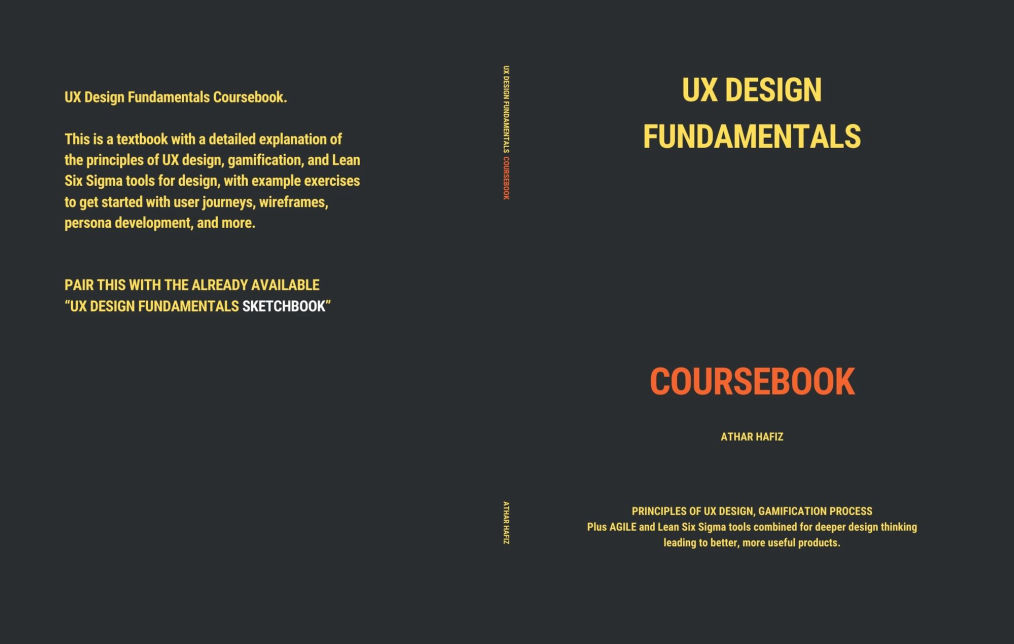 UX Design Fundamentals Coursebook.
This is a textbook with a detailed explanation of
the principles of UX design, gamification, and Lean
Six Sigma tools for design, with example exercises
to get started with user journeys, wireframes,
persona development, and more.
PAIR THIS WITH THE ALREADY AVAILABLE
“UX DESIGN FUNDAMENTALS SKETCHBOOK”
UX DESIGN FUNDAMENTALS COURSEBOOK
ATHAR HAFIZ
UX DESIGN
FUNDAMENTALS
COURSEBOOK
ATHAR HAFIZ
PRINCIPLES OF UX DESIGN, GAMIFICATION PROCESS
Plus AGILE and Lean Six Sigma tools combined for deeper design thinking
leading to better, more useful products.